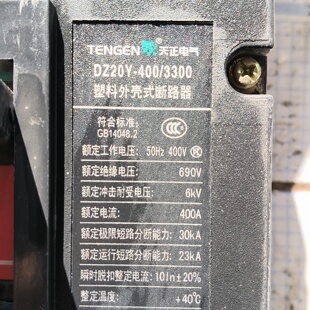 TENGEN 天正电气
DZ20Y-400/3300
塑料外壳式断路器
符合标准:
GB14048.2
额定工作电压: 50Hz 400V
额定绝缘电压: 690V
额定冲击耐受电压: 6kV
额定电流: 400A
额定极限短路分断能力: 30kA
额定运行短路分断能力: 23kA
瞬时脱扣整定电流: 10In±20%
整定温度: +40℃